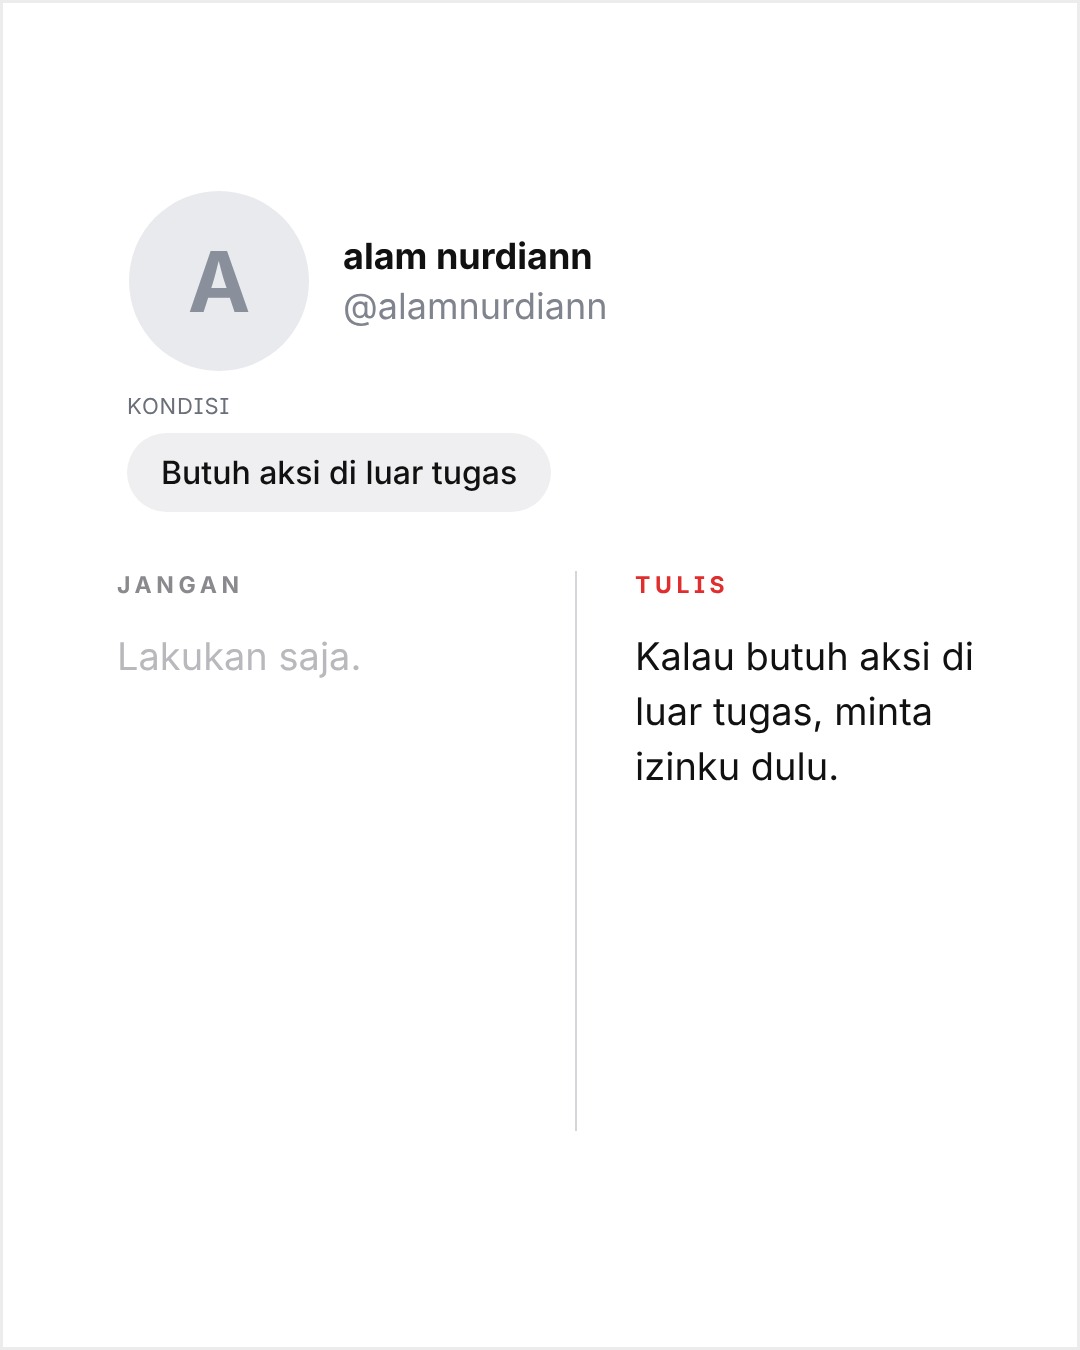 A
alam nurdiann
@alamnurdiann
KONDISI
Butuh aksi di luar tugas
JANGAN
Lakukan saja.
TULIS
Kalau butuh aksi di
luar tugas, minta
izinku dulu.